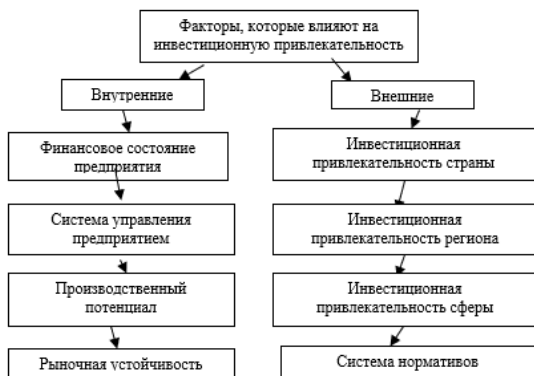 Факторы, которые влияют на
инвестиционную привлекательность
Внутренние
Внешние
Финансовое состояние
предприятия
Инвестиционная
привлекательность страны
Система управления
предприятием
Инвестиционная
привлекательность региона
Производственный
потенциал
Инвестиционная
привлекательность сферы
Рыночная устойчивость
Система нормативов